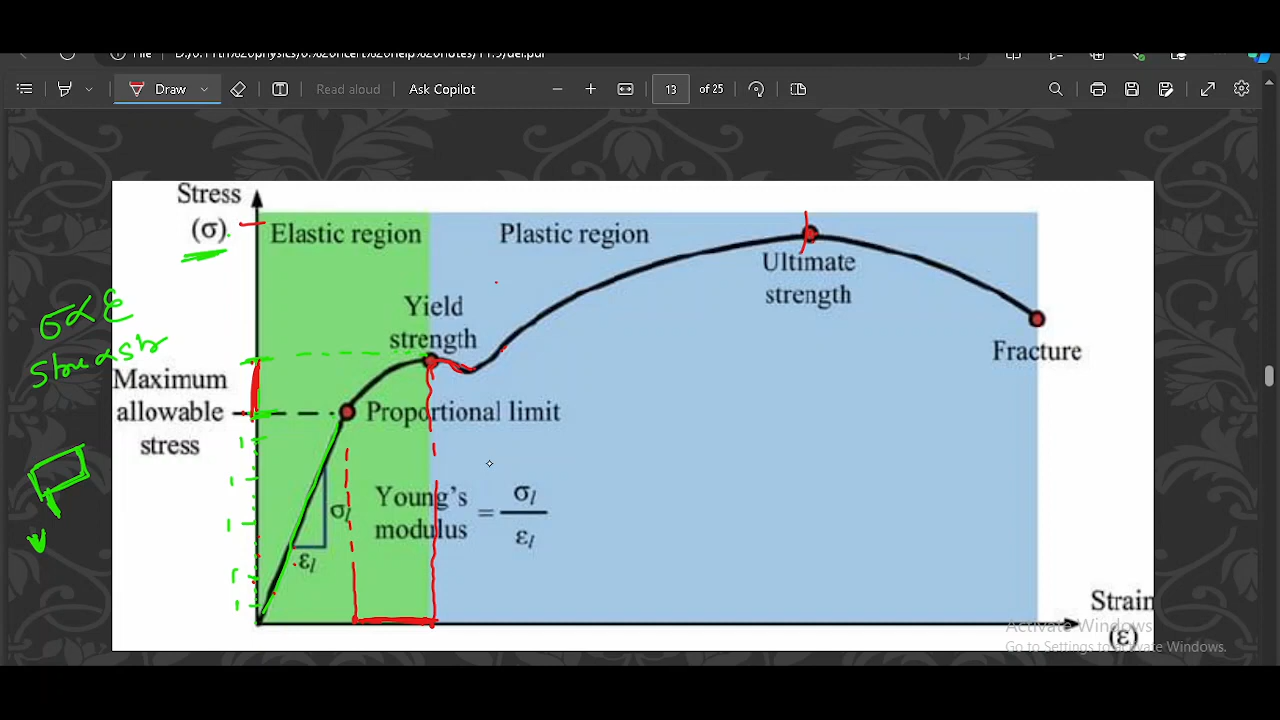 Draw
Read aloud
Ask Copilot
13 of 25
Stress
(σ)
Elastic region
Plastic region
Ultimate
strength
Yield
strength
Fracture
σ∝ε
Maximum
allowable
stress
Proportional limit
Young's
modulus
= σl
εl
σl
εl
Strain
(ε)
Activate Windows
Go to Settings to activate Windows.